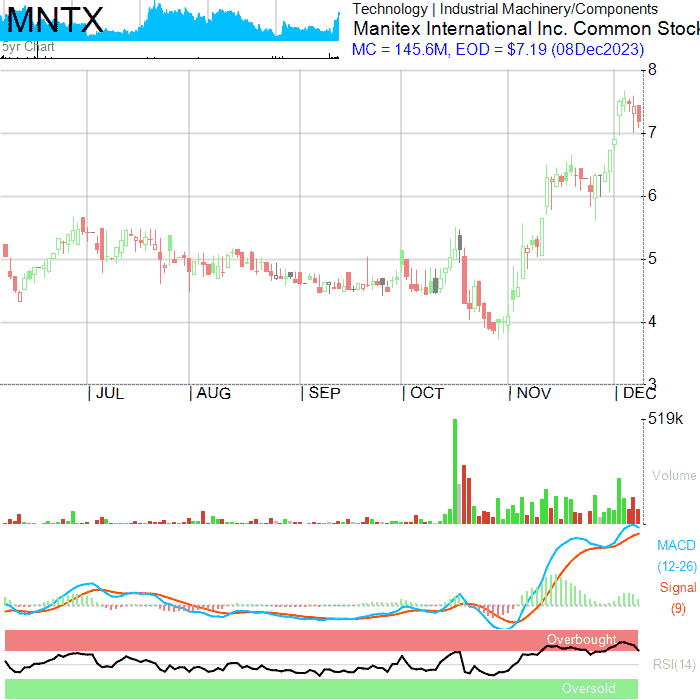 MNTX
5yr Chart
Technology | Industrial Machinery/Components
Manitex International Inc. Common Stock
MC = 145.6M, EOD = $7.19 (08Dec2023)
8
7
6
5
4
3
JUL AUG SEP OCT NOV DEC
519k
Volume
MACD
(12-26)
Signal
(9)
Overbought
RSI(14)
Oversold